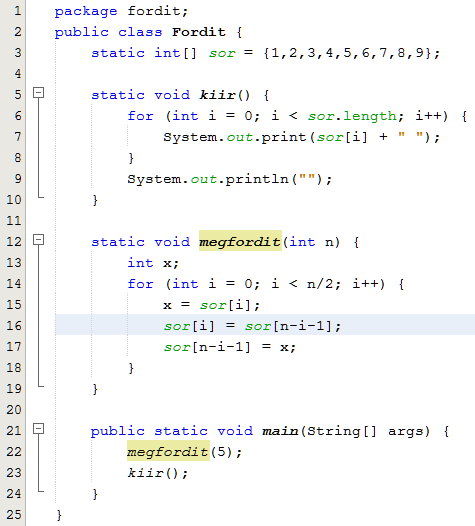 1 package fordit;
2 public class Fordit {
3     static int[] sor = {1,2,3,4,5,6,7,8,9};
4
5     static void kiir() {
6         for (int i = 0; i < sor.length; i++) {
7             System.out.print(sor[i] + " ");
8         }
9         System.out.println("");
10     }
11
12     static void megfordit(int n) {
13         int x;
14         for (int i = 0; i < n/2; i++) {
15             x = sor[i];
16             sor[i] = sor[n-i-1];
17             sor[n-i-1] = x;
18         }
19     }
20
21     public static void main(String[] args) {
22         megfordit(5);
23         kiir();
24     }
25 }